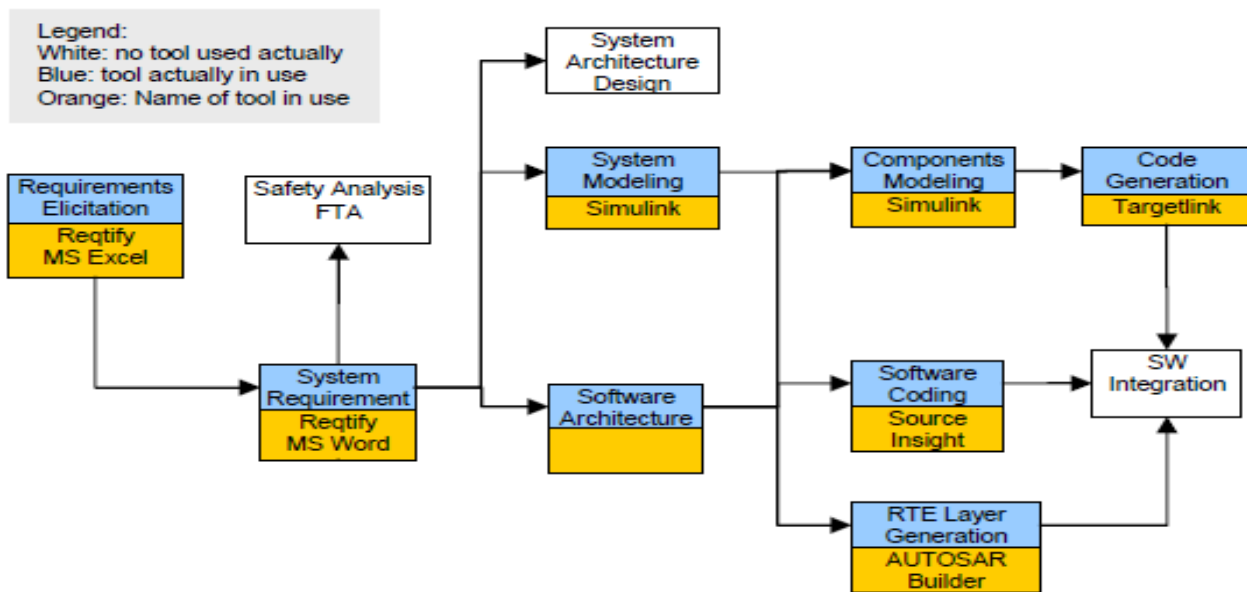 Legend:
White: no tool used actually
Blue: tool actually in use
Orange: Name of tool in use
System
Architecture
Design
Requirements
Elicitation
Reqtify
MS Excel
Safety Analysis
FTA
System
Modeling
Simulink
Components
Modeling
Simulink
Code
Generation
Targetlink
System
Requirement
Reqtify
MS Word
Software
Architecture
Software
Coding
Source
Insight
SW
Integration
RTE Layer
Generation
AUTOSAR
Builder